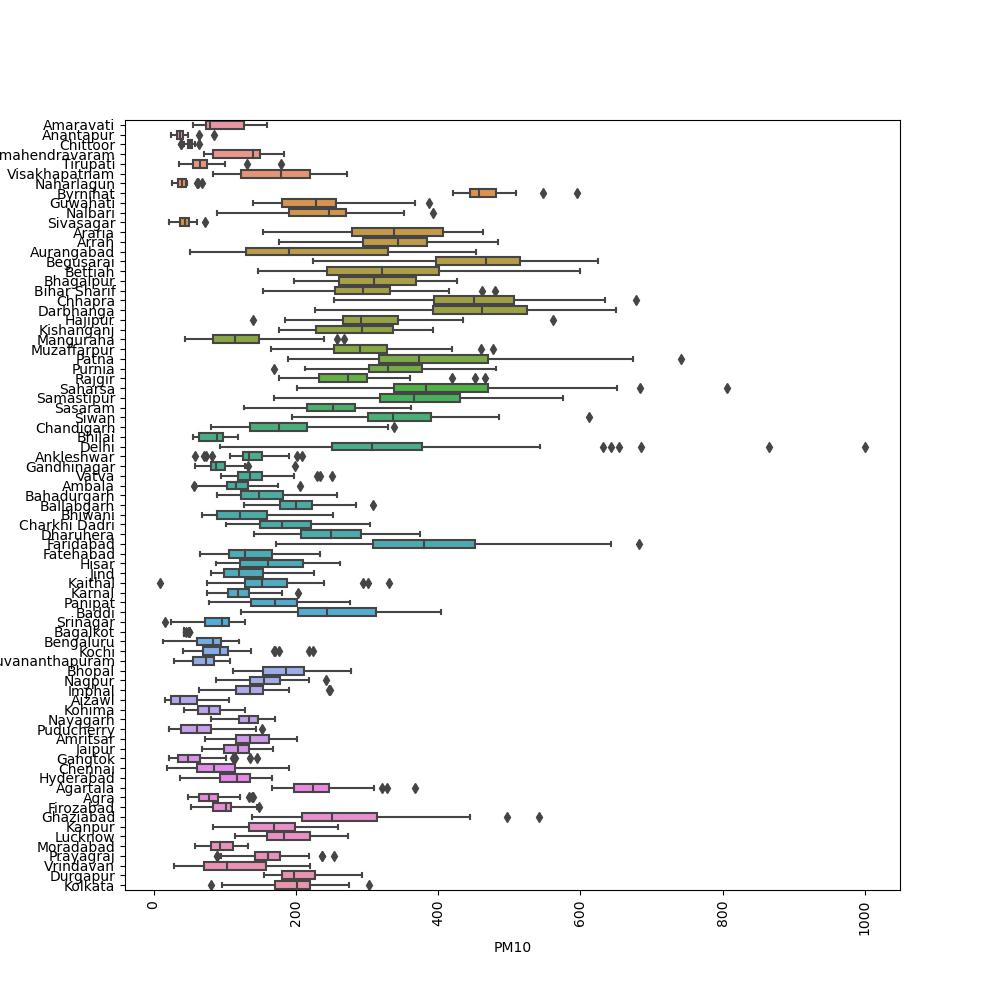 Amaravati
Anantapur
Chittoor
mahendravaram
Tirupati
Visakhapatnam
Naharlagun
Byrnihat
Guwahati
Nalbari
Sivasagar
Araria
Arrah
Aurangabad
Begusarai
Bettiah
Bhagalpur
Bihar Sharif
Chhapra
Darbhanga
Hajipur
Kishanganj
Manguraha
Muzaffarpur
Patna
Purnia
Rajgir
Saharsa
Samastipur
Sasaram
Siwan
Chandigarh
Bhilai
Delhi
Ankleshwar
Gandhinagar
Vatva
Ambala
Bahadurgarh
Ballabgarh
Bhiwani
Charkhi Dadri
Dharuhera
Faridabad
Fatehabad
Hisar
Jind
Kaithal
Karnal
Panipat
Baddi
Srinagar
Bagalkot
Bengaluru
Kochi
uvananthapuram
Bhopal
Nagpur
Imphal
Aizawl
Kohima
Nayagarh
Puducherry
Amritsar
Jaipur
Gangtok
Chennai
Hyderabad
Agartala
Agra
Firozabad
Ghaziabad
Kanpur
Lucknow
Moradabad
Prayagraj
Vrindavan
Durgapur
Kolkata
0 200 400 600 800 1000
PM10